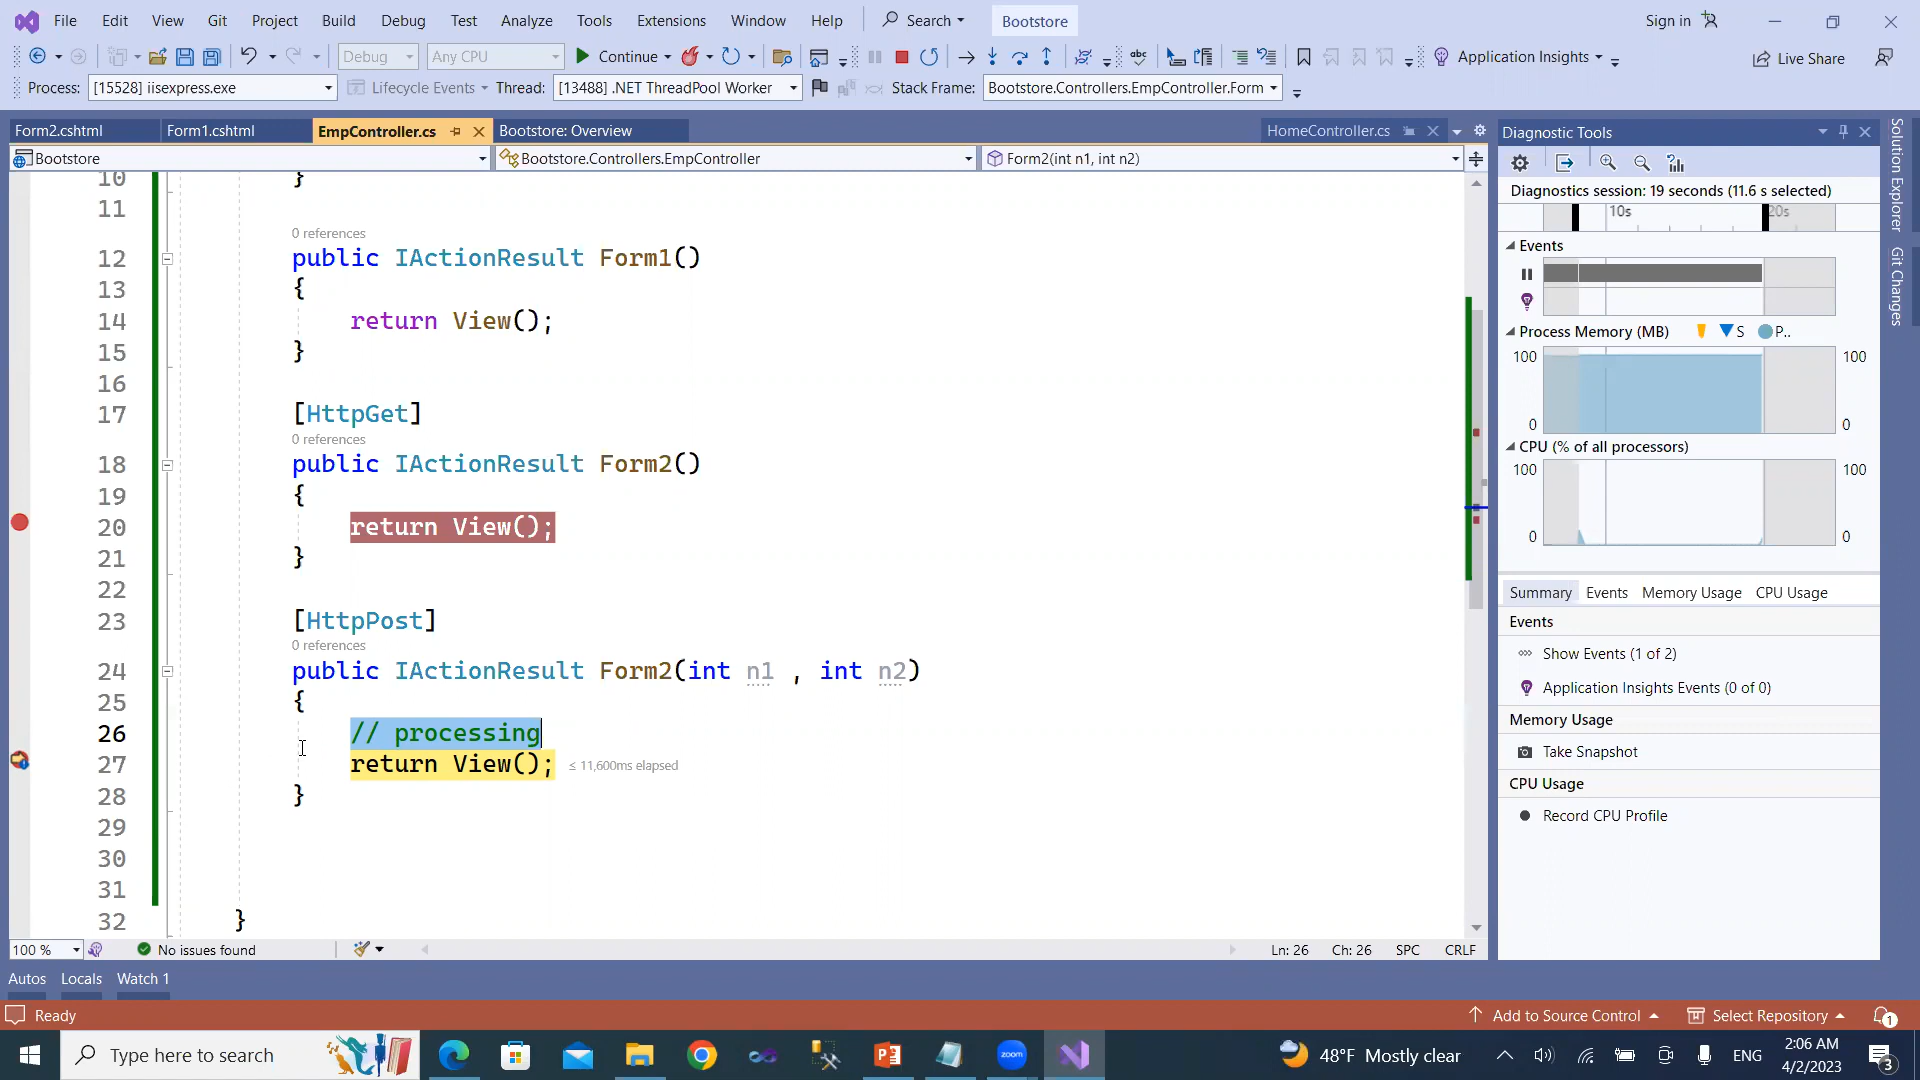 File Edit View Git Project Build Debug Test Analyze Tools Extensions Window Help Search Bootstore Sign in
Debug Any CPU Continue abc Application Insights Live Share
Process: [15528] iisexpress.exe Lifecycle Events Thread: [13488] .NET ThreadPool Worker Stack Frame: Bootstore.Controllers.EmpController.Form
Form2.cshtml Form1.cshtml EmpController.cs Bootstore: Overview HomeController.cs
Bootstore Bootstore.Controllers.EmpController Form2(int n1, int n2)
10 }
11
0 references
12 public IActionResult Form1()
13 {
14 return View();
15 }
16
17 [HttpGet]
0 references
18 public IActionResult Form2()
19 {
20 return View();
21 }
22
23 [HttpPost]
0 references
24 public IActionResult Form2(int n1 , int n2)
25 {
26 // processing
27 return View(); ≤ 11,600ms elapsed
28 }
29
30
31
32 }
100 % No issues found Ln: 26 Ch: 26 SPC CRLF
Diagnostic Tools
Diagnostics session: 19 seconds (11.6 s selected)
10s 20s
Events
Process Memory (MB) S P..
100 100
0 0
CPU (% of all processors)
100 100
0 0
Summary Events Memory Usage CPU Usage
Events
Show Events (1 of 2)
Application Insights Events (0 of 0)
Memory Usage
Take Snapshot
CPU Usage
Record CPU Profile
Solution Explorer
Git Changes
Autos Locals Watch 1
Ready Add to Source Control Select Repository 1
Type here to search zoom 48°F Mostly clear ENG 2:06 AM
4/2/2023 3